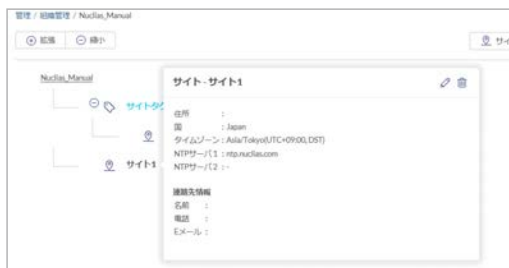 管理 / 組織管理 / Nuclias_Manual
拡張
縮小
サイ
Nuclias_Manual
サイトタグ
サイト1
サイト - サイト1
住所 :
国 : Japan
タイムゾーン : Asia/Tokyo(UTC+09:00, DST)
NTPサーバ1 : ntp.nuclias.com
NTPサーバ2 : -
連絡先情報
名前 :
電話 :
Eメール :